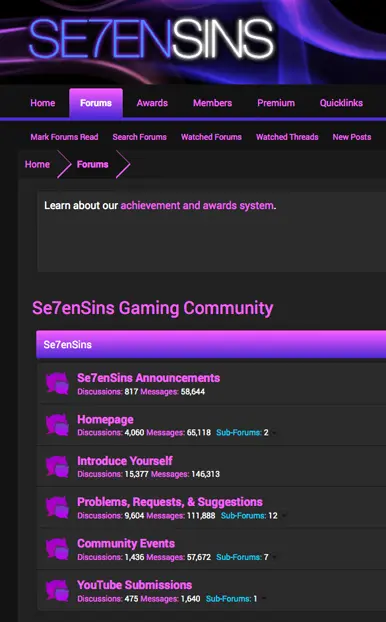 SE7ENSINS
Home Forums Awards Members Premium Quicklinks
Mark Forums Read Search Forums Watched Forums Watched Threads New Posts
Home Forums
Learn about our achievement and awards system.
Se7enSins Gaming Community
Se7enSins
Se7enSins Announcements
Discussions: 817 Messages: 58,644
Homepage
Discussions: 4,060 Messages: 65,118 Sub-Forums: 2
Introduce Yourself
Discussions: 15,377 Messages: 146,313
Problems, Requests, & Suggestions
Discussions: 9,604 Messages: 111,888 Sub-Forums: 12
Community Events
Discussions: 1,436 Messages: 57,672 Sub-Forums: 7
YouTube Submissions
Discussions: 475 Messages: 1,640 Sub-Forums: 1